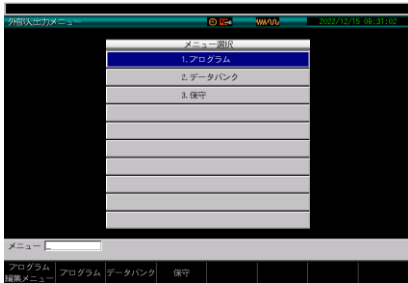 外部入出力メニュー 2022/12/15 09:31:02
メニュー選択
1.プログラム
2.データバンク
3.保守
メニュー
プログラム
編集メニュー プログラム データバンク 保守